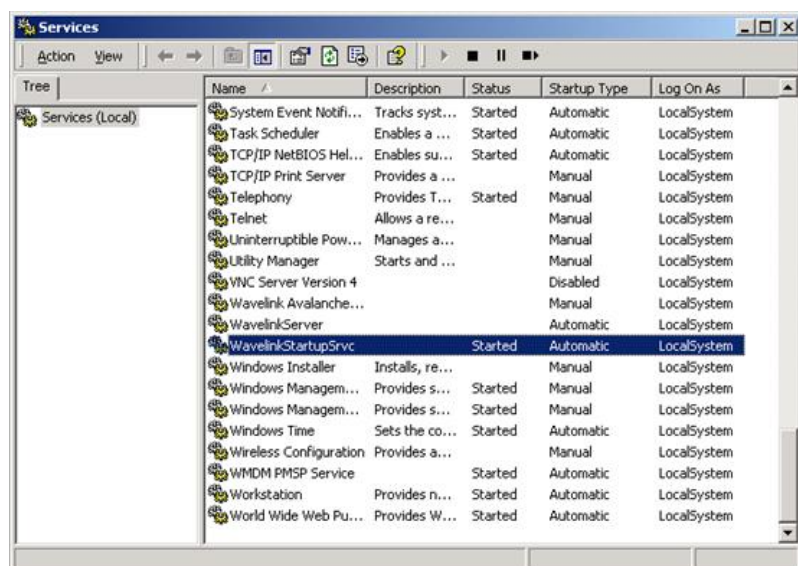 Services
Action View
Tree
Name Description Status Startup Type Log On As
Services (Local)
System Event Notifi... Tracks syst... Started Automatic LocalSystem
Task Scheduler Enables a ... Started Automatic LocalSystem
TCP/IP NetBIOS Hel... Enables su... Started Automatic LocalSystem
TCP/IP Print Server Provides a ... Manual LocalSystem
Telephony Provides T... Started Manual LocalSystem
Telnet Allows a re... Manual LocalSystem
Uninterruptible Pow... Manages a... Manual LocalSystem
Utility Manager Starts and ... Manual LocalSystem
VNC Server Version 4 Disabled LocalSystem
Wavelink Avalanche... Manual LocalSystem
WavelinkServer Automatic LocalSystem
WavelinkStartupSrvc Started Automatic LocalSystem
Windows Installer Installs, re... Manual LocalSystem
Windows Managem... Provides s... Started Manual LocalSystem
Windows Managem... Provides s... Started Manual LocalSystem
Windows Time Sets the co... Started Automatic LocalSystem
Wireless Configuration Provides a... Manual LocalSystem
WMDM PMSP Service Started Automatic LocalSystem
Workstation Provides n... Started Automatic LocalSystem
World Wide Web Pu... Provides W... Started Automatic LocalSystem